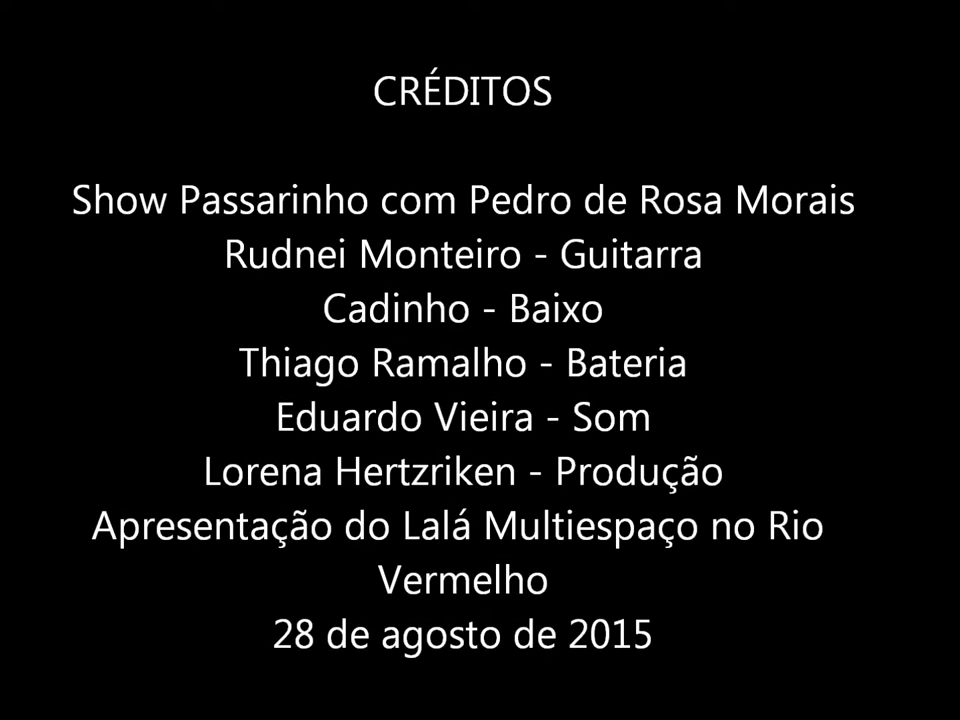 CRÉDITOS
Show Passarinho com Pedro de Rosa Morais
Rudnei Monteiro - Guitarra
Cadinho - Baixo
Thiago Ramalho - Bateria
Eduardo Vieira - Som
Lorena Hertzriken - Produção
Apresentação do Lalá Multiespaço no Rio
Vermelho
28 de agosto de 2015